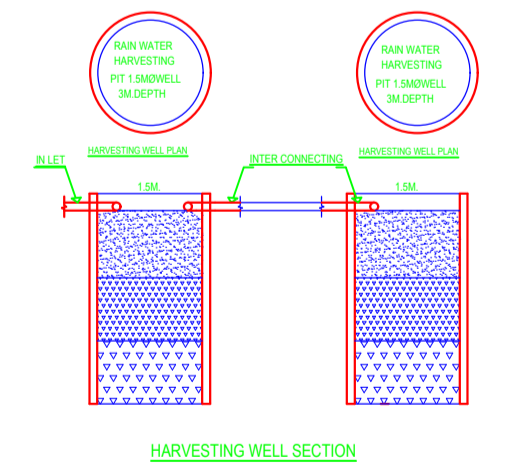 RAIN WATER
HARVESTING
PIT 1.5MØWELL
3M.DEPTH
RAIN WATER
HARVESTING
PIT 1.5MØWELL
3M.DEPTH
HARVESTING WELL PLAN
HARVESTING WELL PLAN
IN LET
INTER CONNECTING
1.5M.
1.5M.
HARVESTING WELL SECTION